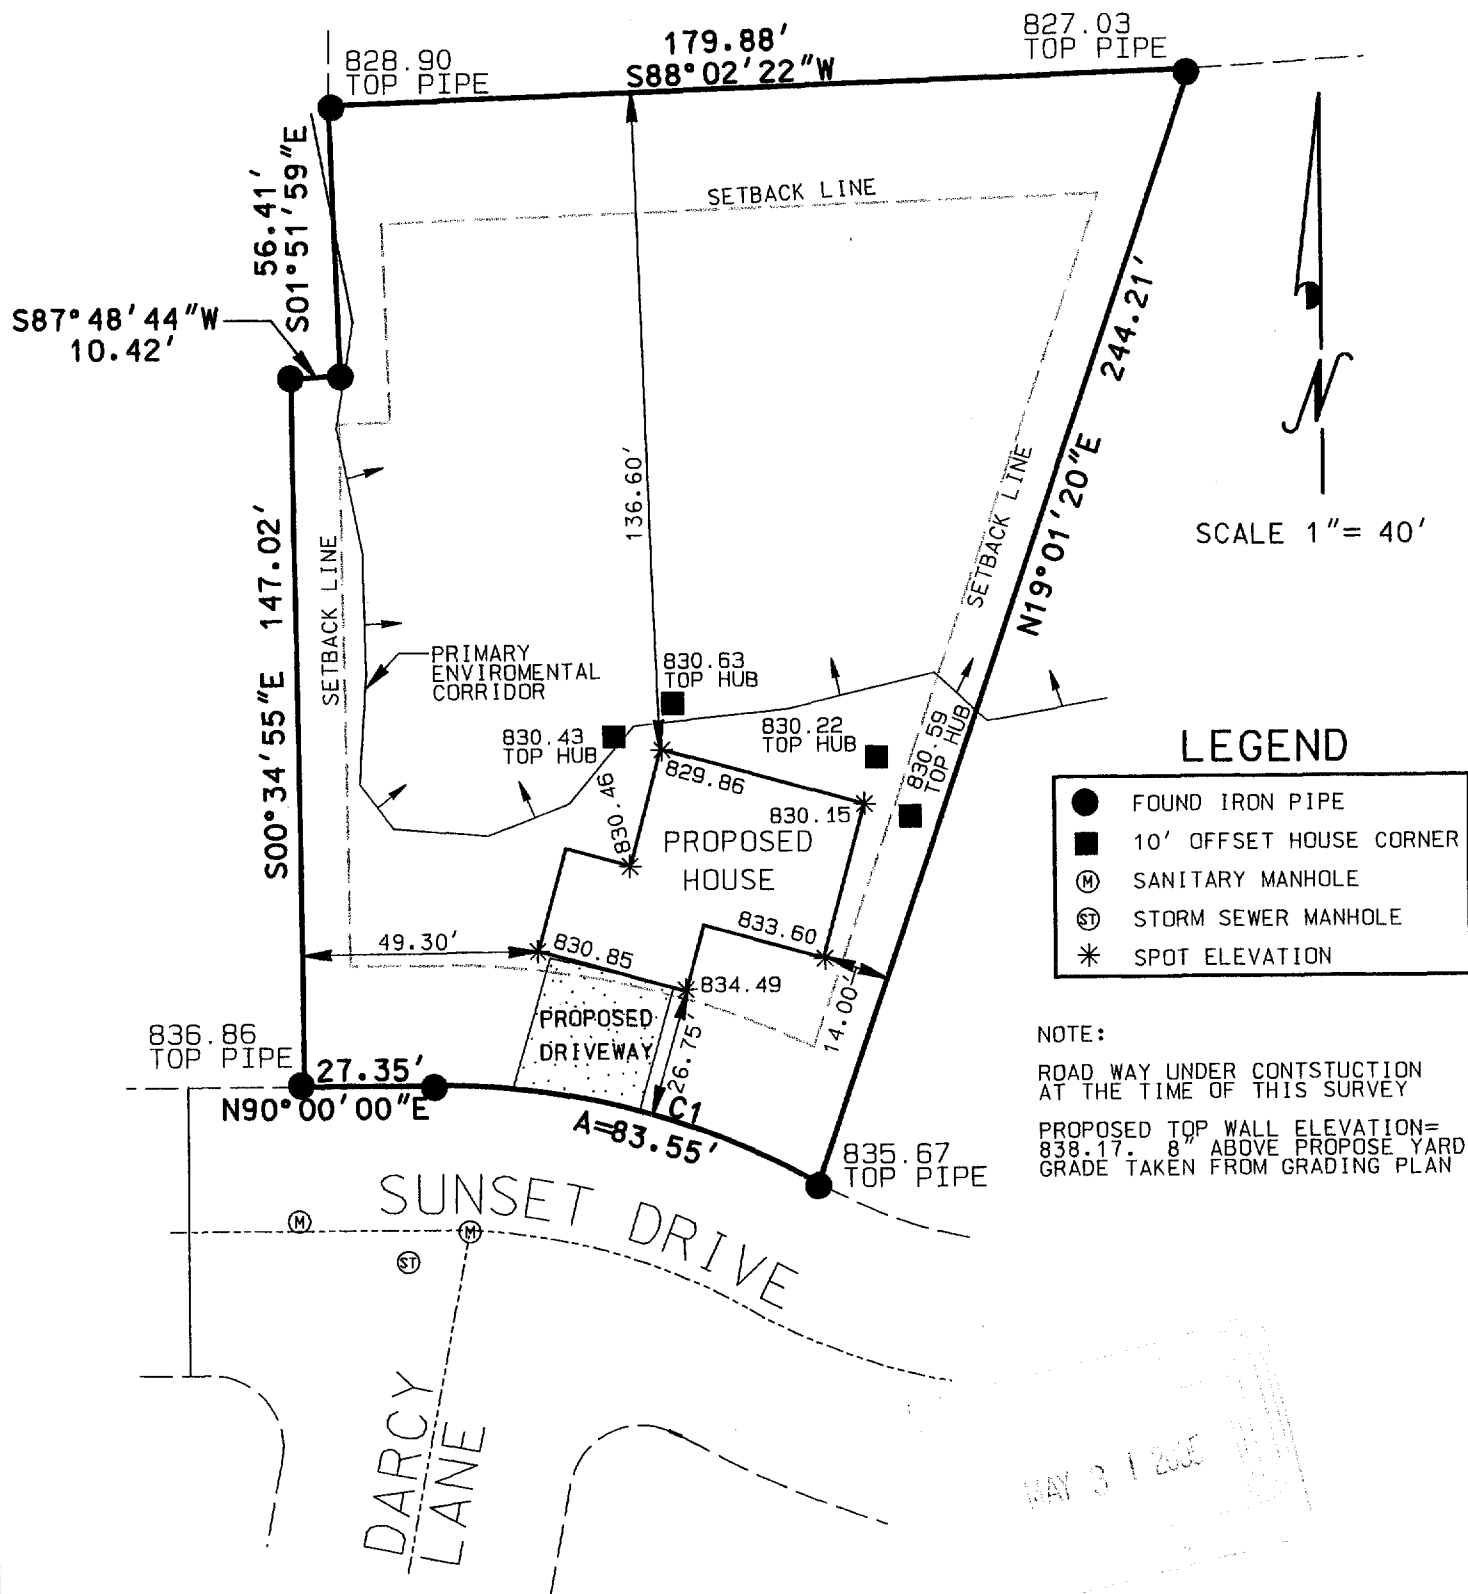 179.88'
S88°02'22"W
827.03
TOP PIPE
828.90
TOP PIPE
56.41'
S01°51'59"E
SETBACK LINE
S87°48'44"W
10.42'
244.21'
N19°01'20"E
SETBACK LINE
136.60'
SCALE 1"= 40'
147.02'
S00°34'55"E
SETBACK LINE
PRIMARY
ENVIROMENTAL
CORRIDOR
830.63
TOP HUB
830.43
TOP HUB
830.22
TOP HUB
830.59
TOP HUB
829.86
830.46
830.15
PROPOSED
HOUSE
833.60
49.30'
830.85
834.49
14.00'
26.75'
PROPOSED
DRIVEWAY
836.86
TOP PIPE
27.35'
N90°00'00"E
C1
A=83.55'
835.67
TOP PIPE
LEGEND
FOUND IRON PIPE
10' OFFSET HOUSE CORNER
M SANITARY MANHOLE
ST STORM SEWER MANHOLE
SPOT ELEVATION
NOTE:
ROAD WAY UNDER CONTSTUCTION
AT THE TIME OF THIS SURVEY
PROPOSED TOP WALL ELEVATION=
838.17. 8" ABOVE PROPOSE YARD
GRADE TAKEN FROM GRADING PLAN
SUNSET DRIVE
M
M
ST
DARCY
LANE
MAY 31 2005
N